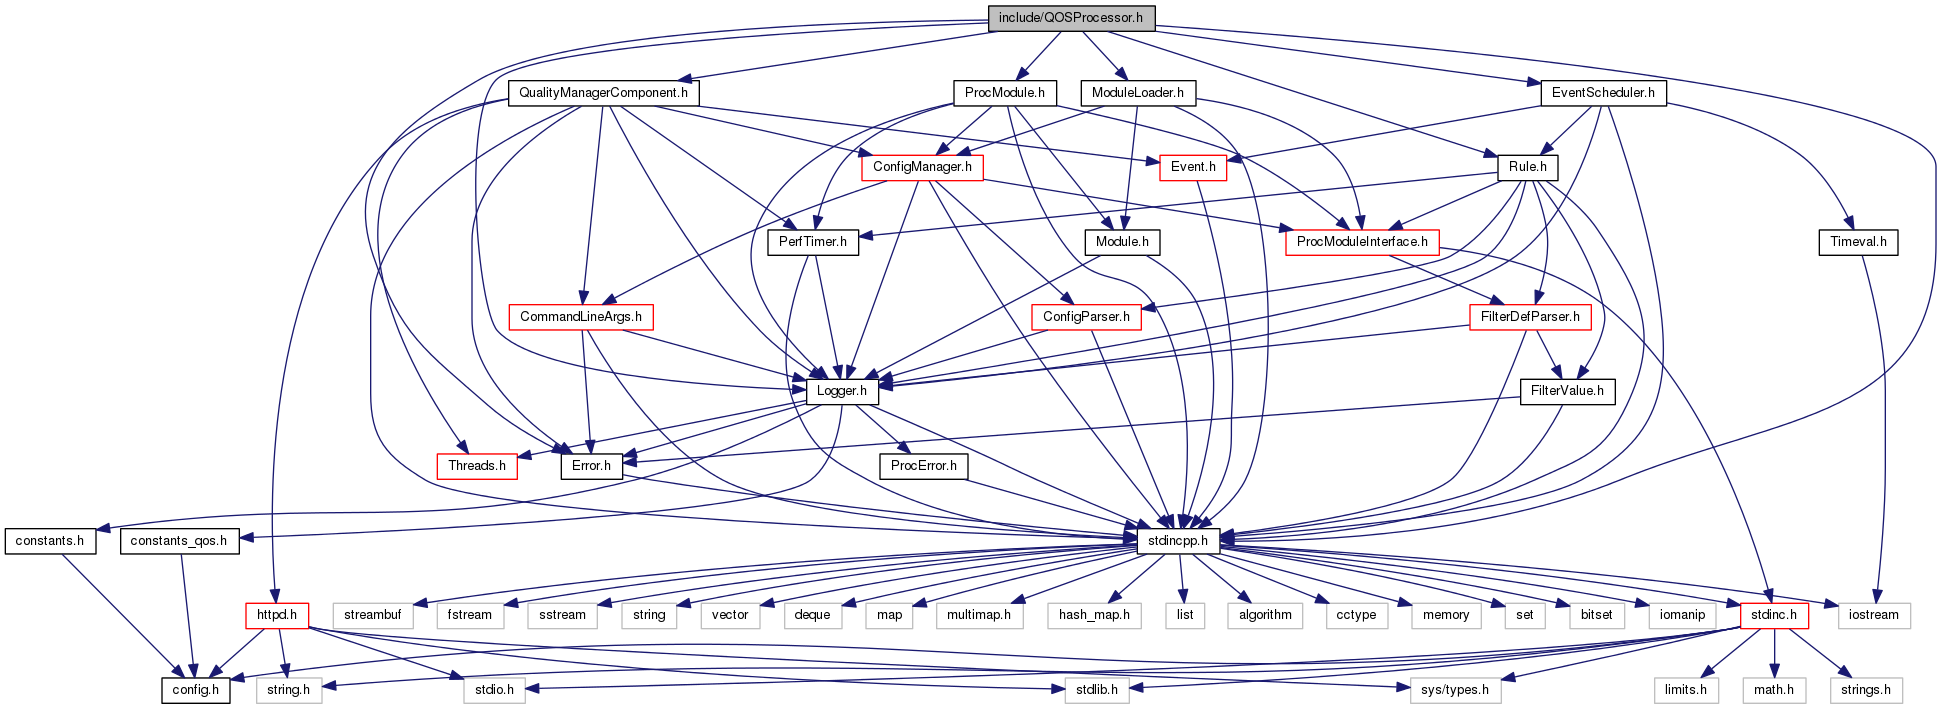 include/QOSProcessor.h
QualityManagerComponent.h
ProcModule.h
ModuleLoader.h
EventScheduler.h
ConfigManager.h
Event.h
Rule.h
PerfTimer.h
Module.h
ProcModuleInterface.h
Timeval.h
CommandLineArgs.h
ConfigParser.h
FilterDefParser.h
Logger.h
FilterValue.h
Threads.h
Error.h
ProcError.h
constants.h
constants_qos.h
stdincpp.h
httpd.h
streambuf
fstream
sstream
string
vector
deque
map
multimap.h
hash_map.h
list
algorithm
cctype
memory
set
bitset
iomanip
stdinc.h
iostream
config.h
string.h
stdio.h
stdlib.h
sys/types.h
limits.h
math.h
strings.h